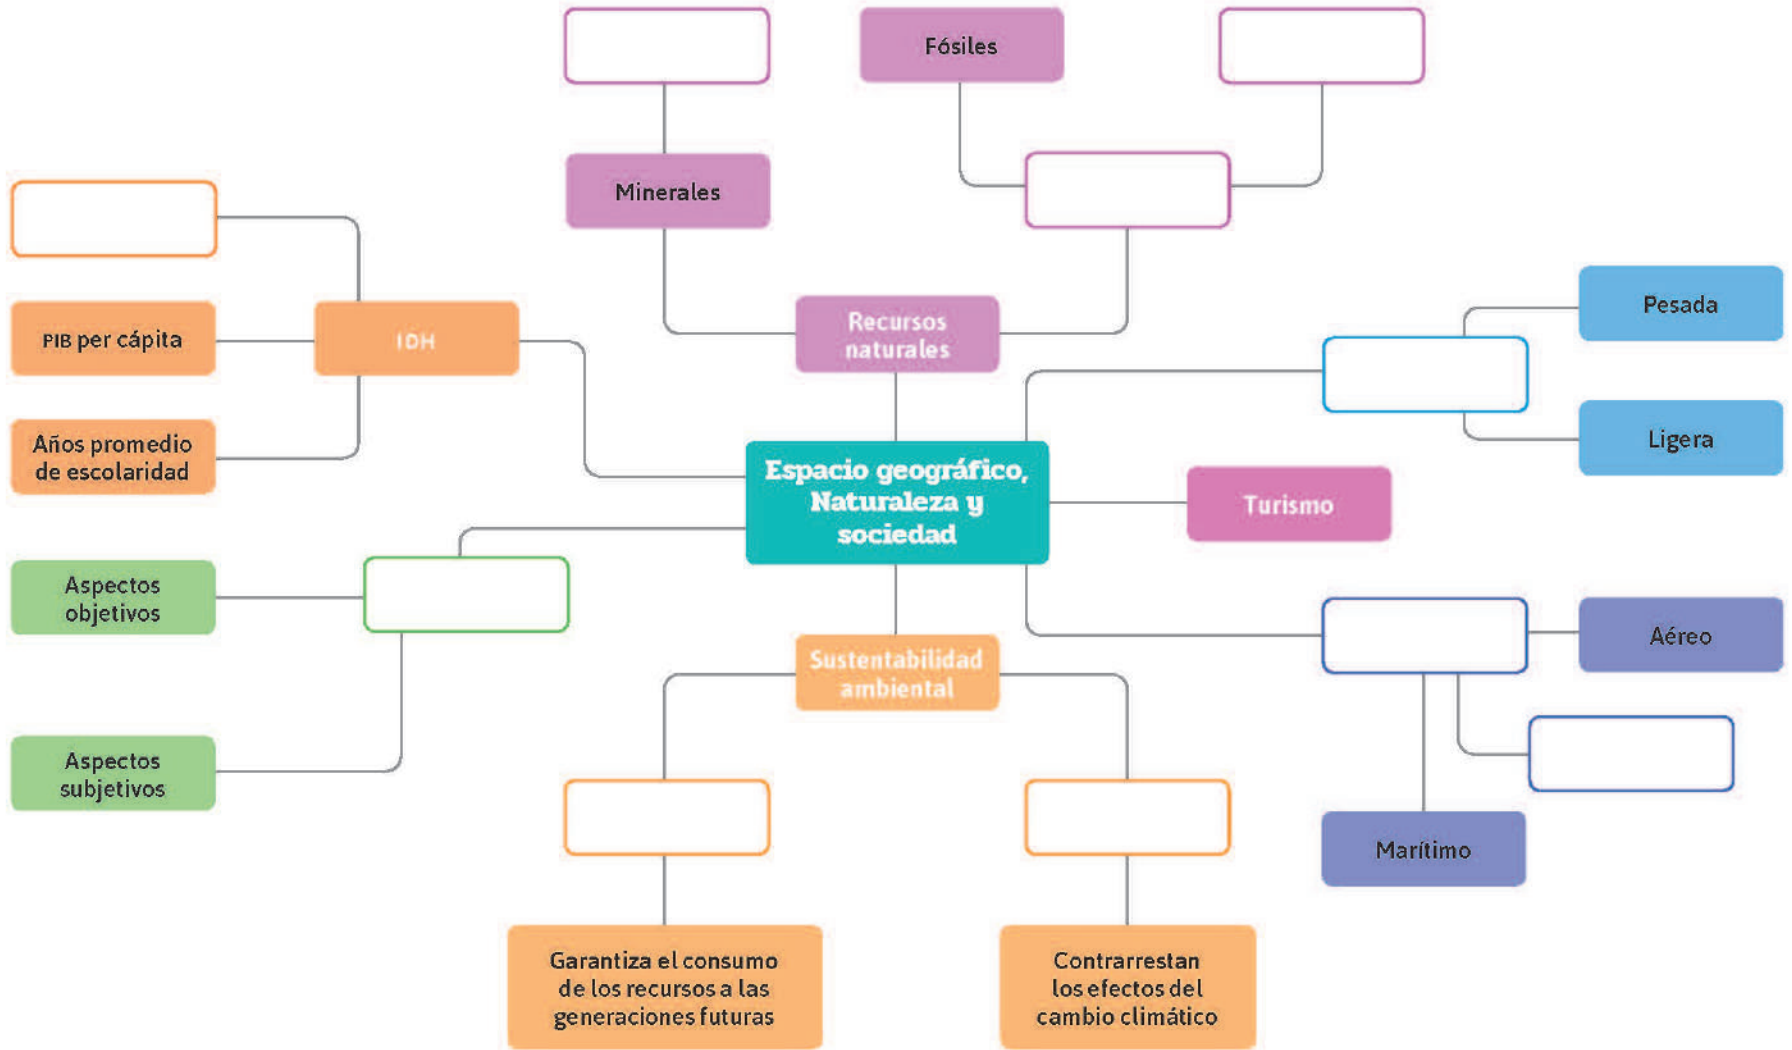 Fósiles
Minerales
PIB per cápita
IDH
Recursos
naturales
Pesada
Años promedio
de escolaridad
Ligera
Espacio geográfico,
Naturaleza y
sociedad
Turismo
Aspectos
objetivos
Aéreo
Sustentabilidad
ambiental
Aspectos
subjetivos
Marítimo
Garantiza el consumo
de los recursos a las
generaciones futuras
Contrarrestan
los efectos del
cambio climático